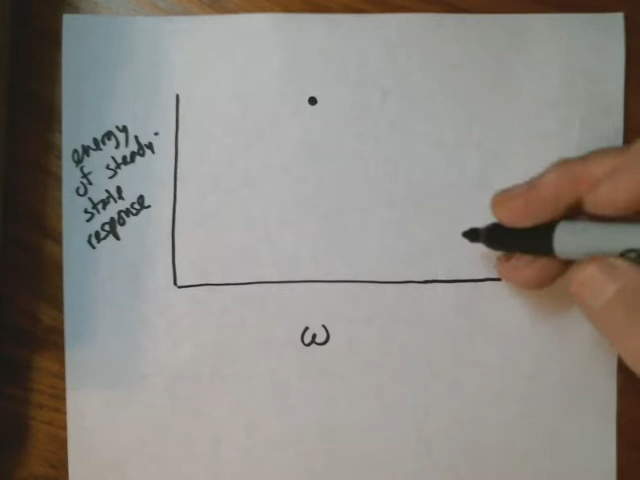 energy
of steady-
state
response
ω